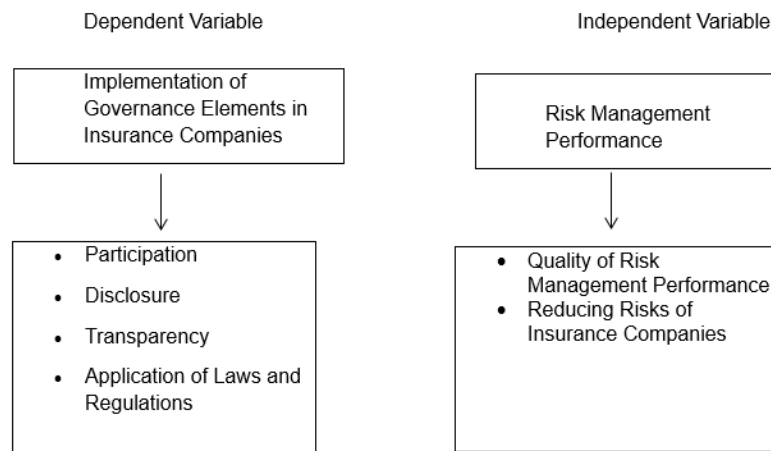 Dependent Variable
Independent Variable
Implementation of
Governance Elements in
Insurance Companies
Risk Management
Performance
• Participation
• Disclosure
• Transparency
• Application of Laws and
Regulations
• Quality of Risk
Management Performance
• Reducing Risks of
Insurance Companies